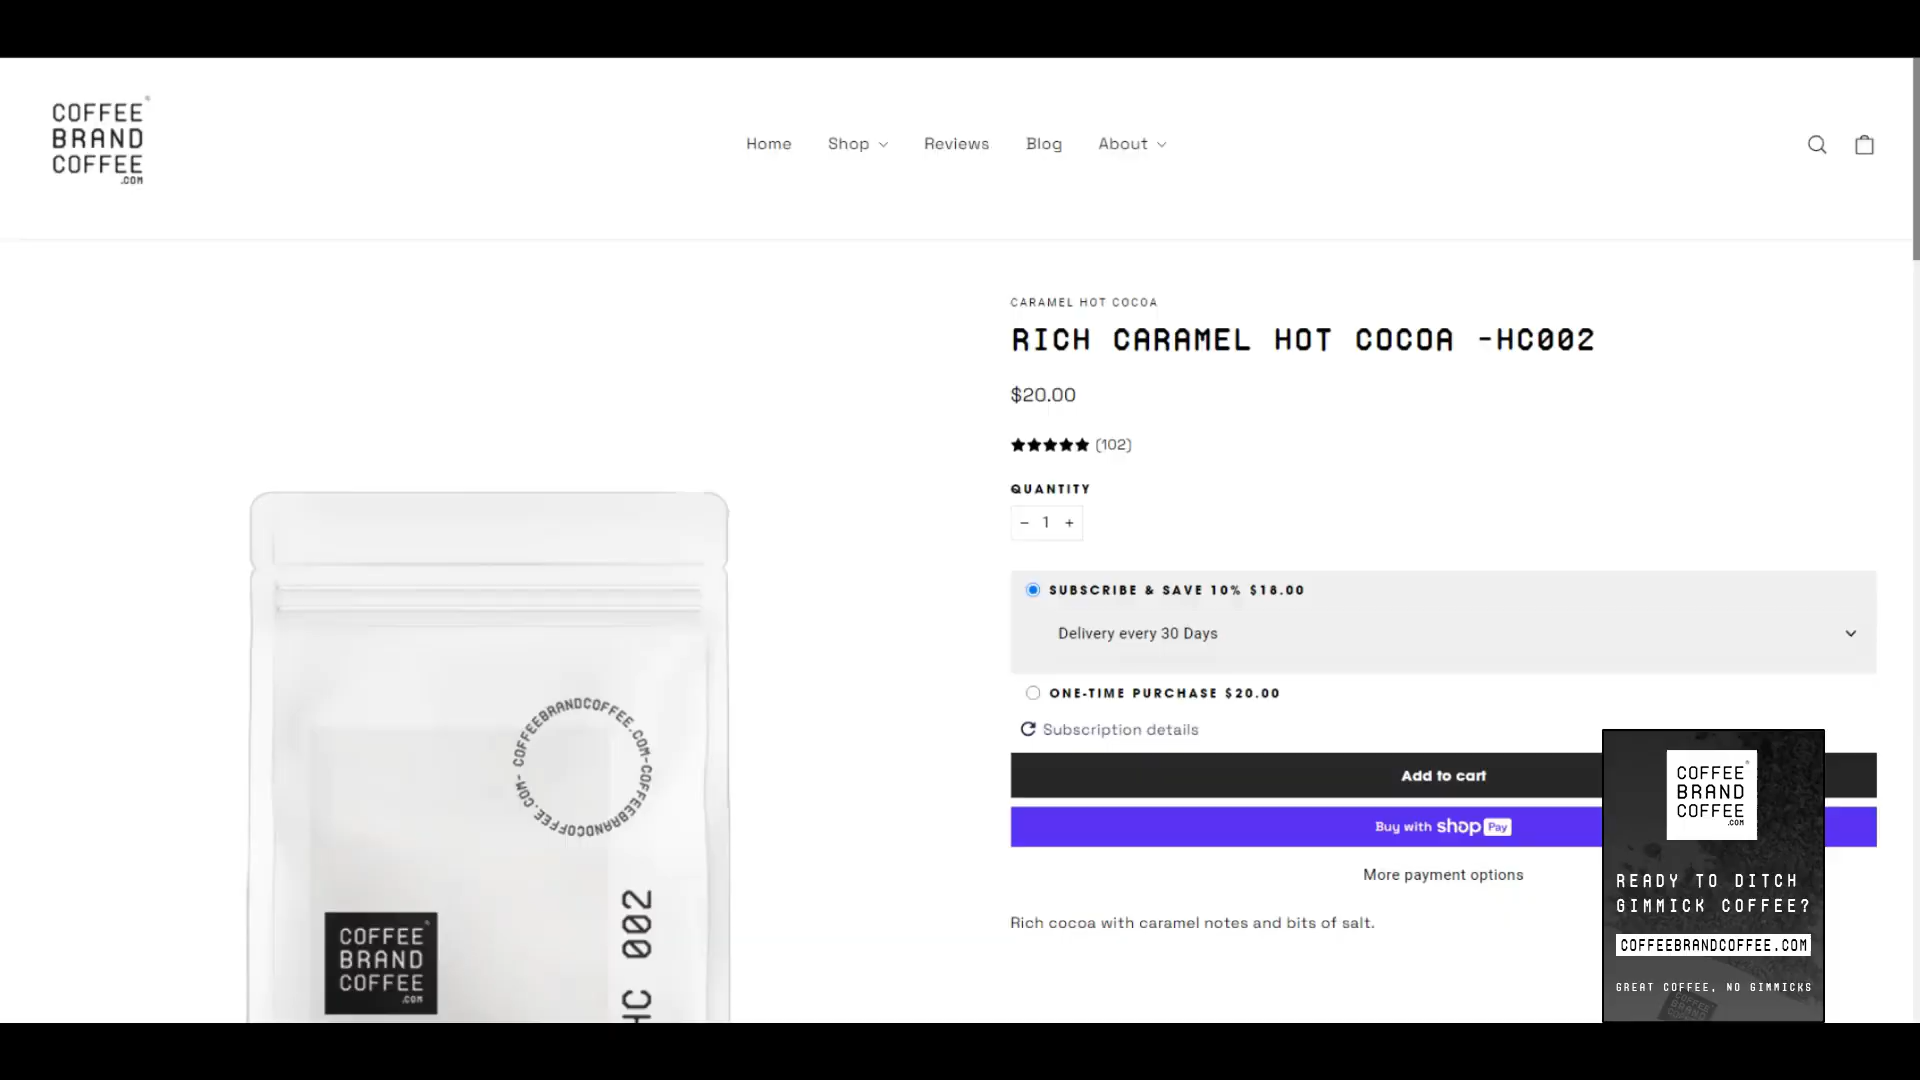 COFFEE
BRAND
COFFEE
.COM
Home
Shop
Reviews
Blog
About
CARAMEL HOT COCOA
RICH CARAMEL HOT COCOA -HC002
$20.00
(102)
QUANTITY
− 1 +
SUBSCRIBE & SAVE 10% $18.00
Delivery every 30 Days
ONE-TIME PURCHASE $20.00
Subscription details
Add to cart
Buy with shop Pay
More payment options
Rich cocoa with caramel notes and bits of salt.
COFFEEBRANDCOFFEE.COM-COFFEEBRANDCOFFEE.COM-
HC 002
COFFEE
BRAND
COFFEE
.COM
COFFEE
BRAND
COFFEE
.COM
READY TO DITCH
GIMMICK COFFEE?
COFFEEBRANDCOFFEE.COM
GREAT COFFEE, NO GIMMICKS